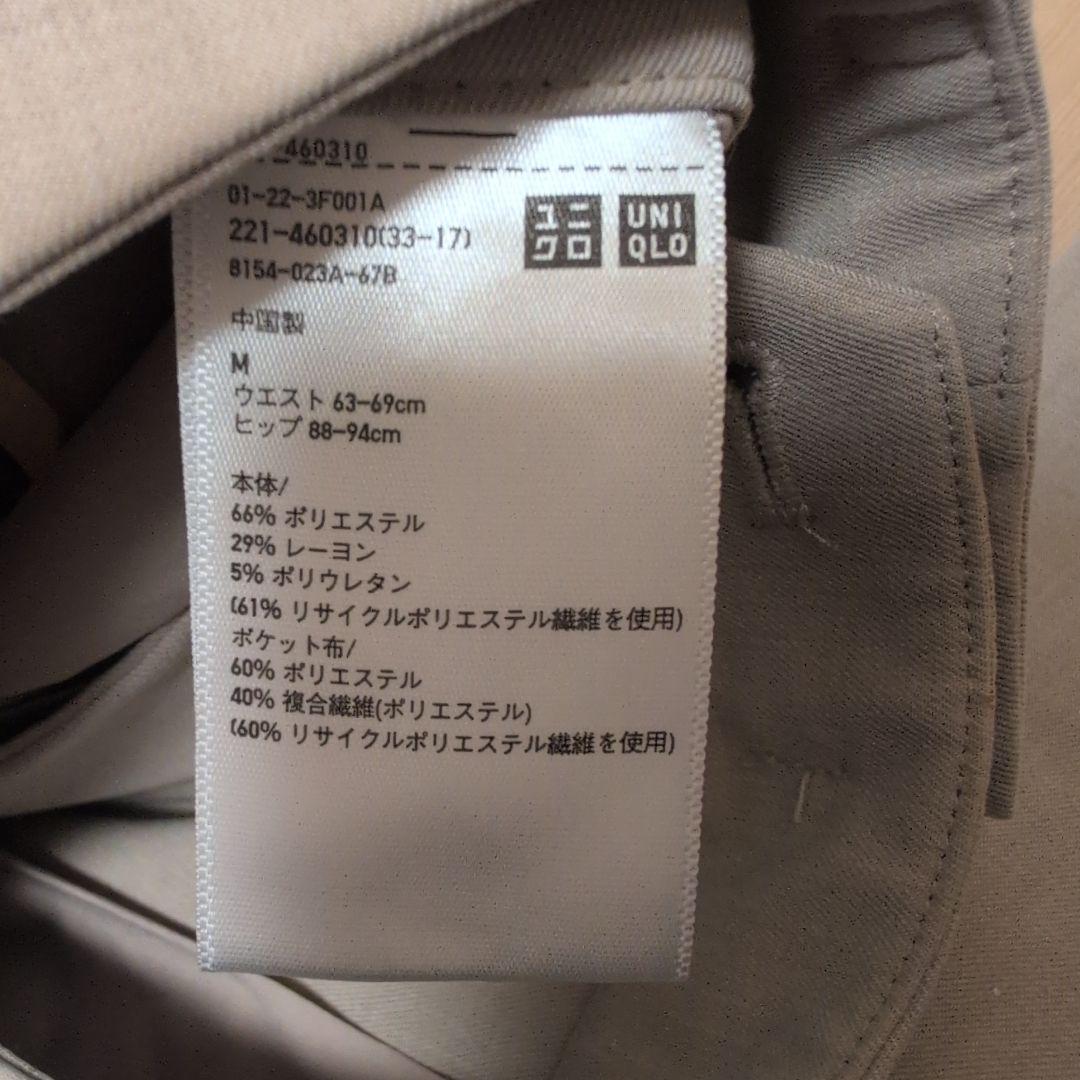 460310
01-22-3F001A
221-460310(33-17)
8154-023A-67B
ユニクロ
UNIQLO
中国製
M
ウエスト 63-69cm
ヒップ 88-94cm
本体/
66% ポリエステル
29% レーヨン
5% ポリウレタン
(61% リサイクルポリエステル繊維を使用)
ポケット布/
60% ポリエステル
40% 複合繊維(ポリエステル)
(60% リサイクルポリエステル繊維を使用)